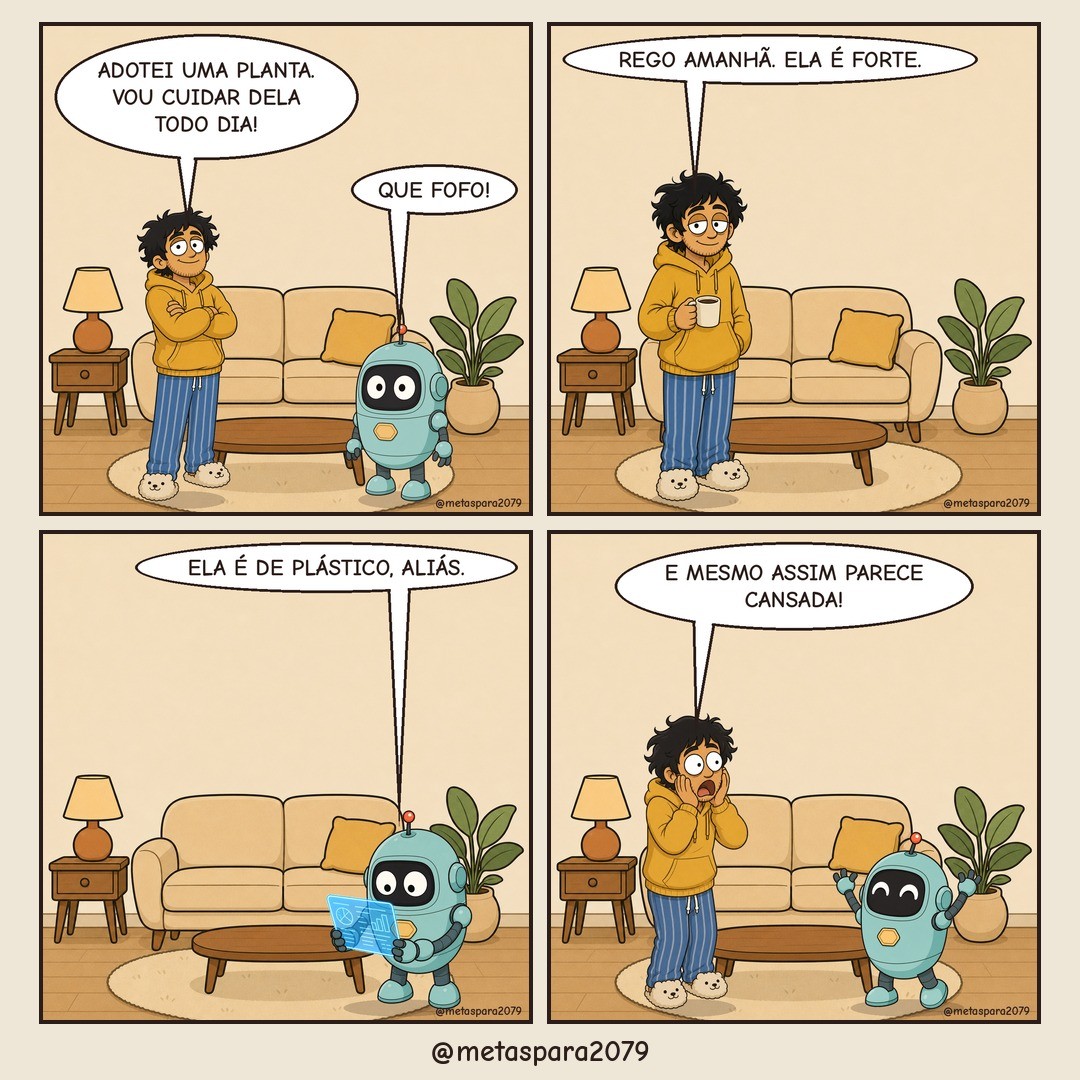 ADOTEI UMA PLANTA.
VOU CUIDAR DELA
TODO DIA!
QUE FOFO!
@metaspara2079
REGO AMANHÃ. ELA É FORTE.
@metaspara2079
ELA É DE PLÁSTICO, ALIÁS.
@metaspara2079
E MESMO ASSIM PARECE
CANSADA!
@metaspara2079
@metaspara2079